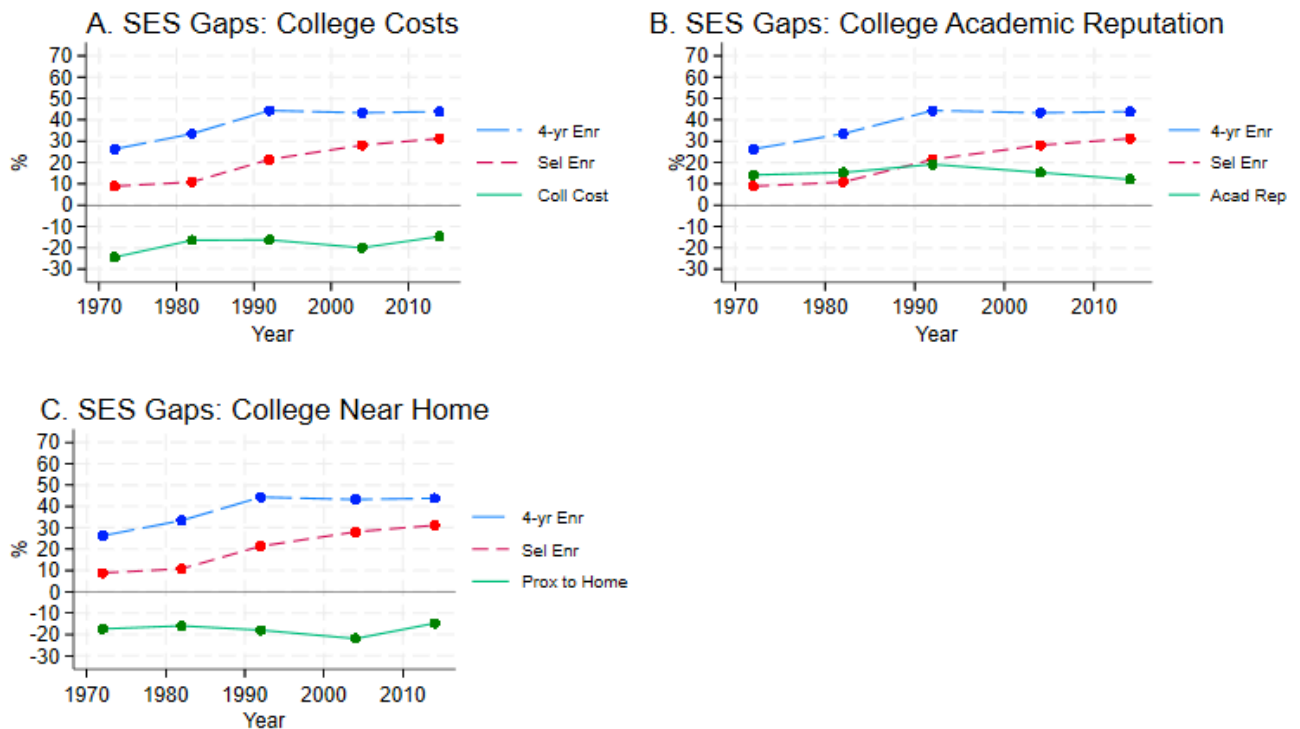 A. SES Gaps: College Costs
70
60
50
40
30
20
10
0
-10
-20
-30
%
1970 1980 1990 2000 2010
Year
4-yr Enr
Sel Enr
Coll Cost
B. SES Gaps: College Academic Reputation
70
60
50
40
30
20
10
0
-10
-20
-30
%
1970 1980 1990 2000 2010
Year
4-yr Enr
Sel Enr
Acad Rep
C. SES Gaps: College Near Home
70
60
50
40
30
20
10
0
-10
-20
-30
%
1970 1980 1990 2000 2010
Year
4-yr Enr
Sel Enr
Prox to Home